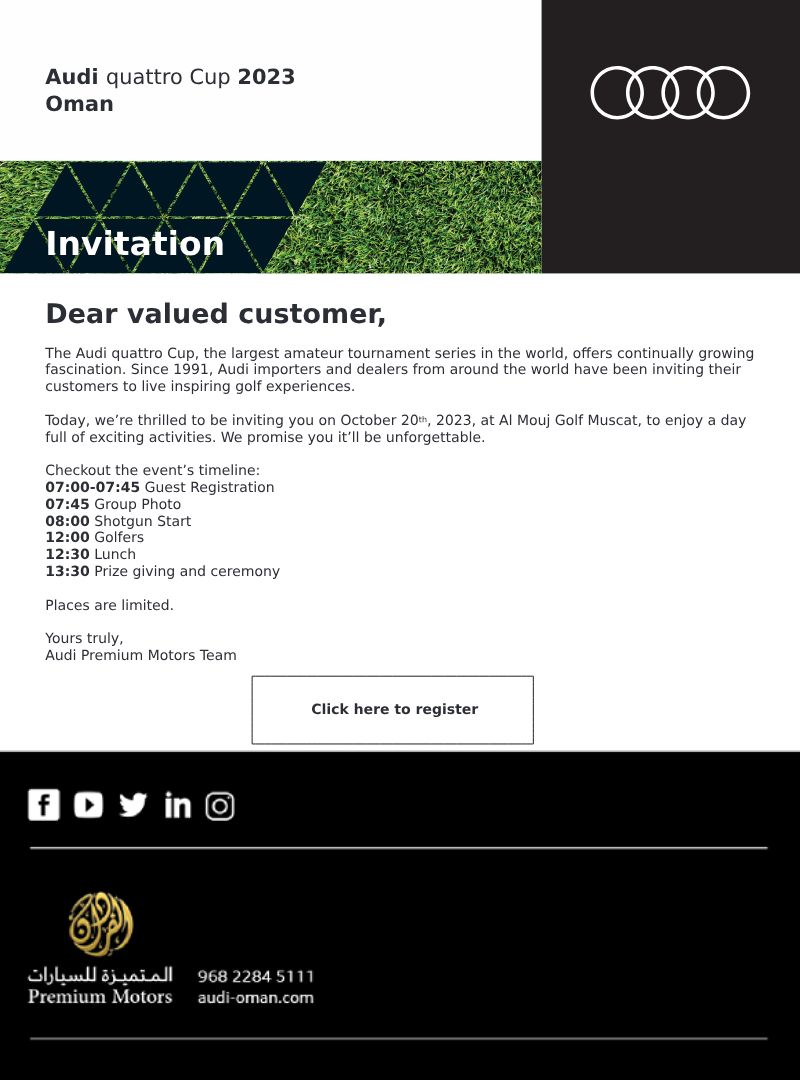 Audi quattro Cup 2023
Oman
Invitation
Dear valued customer,
The Audi quattro Cup, the largest amateur tournament series in the world, offers continually growing
fascination. Since 1991, Audi importers and dealers from around the world have been inviting their
customers to live inspiring golf experiences.
Today, we’re thrilled to be inviting you on October 20th, 2023, at Al Mouj Golf Muscat, to enjoy a day
full of exciting activities. We promise you it’ll be unforgettable.
Checkout the event’s timeline:
07:00-07:45 Guest Registration
07:45 Group Photo
08:00 Shotgun Start
12:00 Golfers
12:30 Lunch
13:30 Prize giving and ceremony
Places are limited.
Yours truly,
Audi Premium Motors Team
Click here to register
المتميزة للسيارات
Premium Motors
968 2284 5111
audi-oman.com